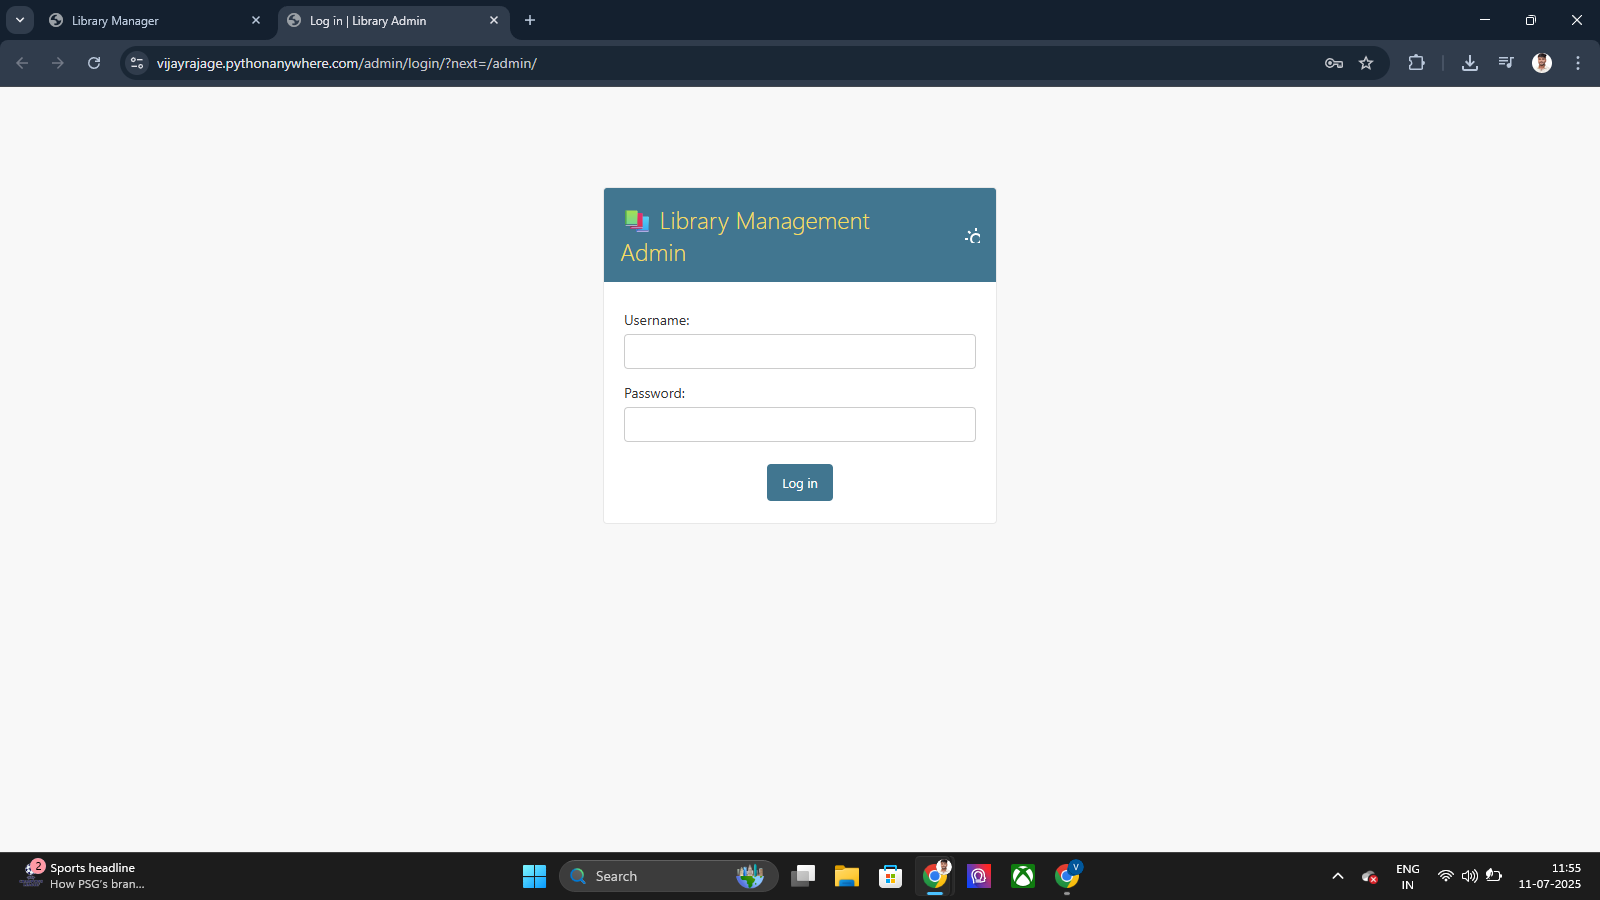 Library Manager
Log in | Library Admin
vijayrajage.pythonanywhere.com/admin/login/?next=/admin/
Library Management
Admin
Username:
Password:
Log in
2
Sports headline
How PSG's bran...
Search
V
ENG
IN
11:55
11-07-2025